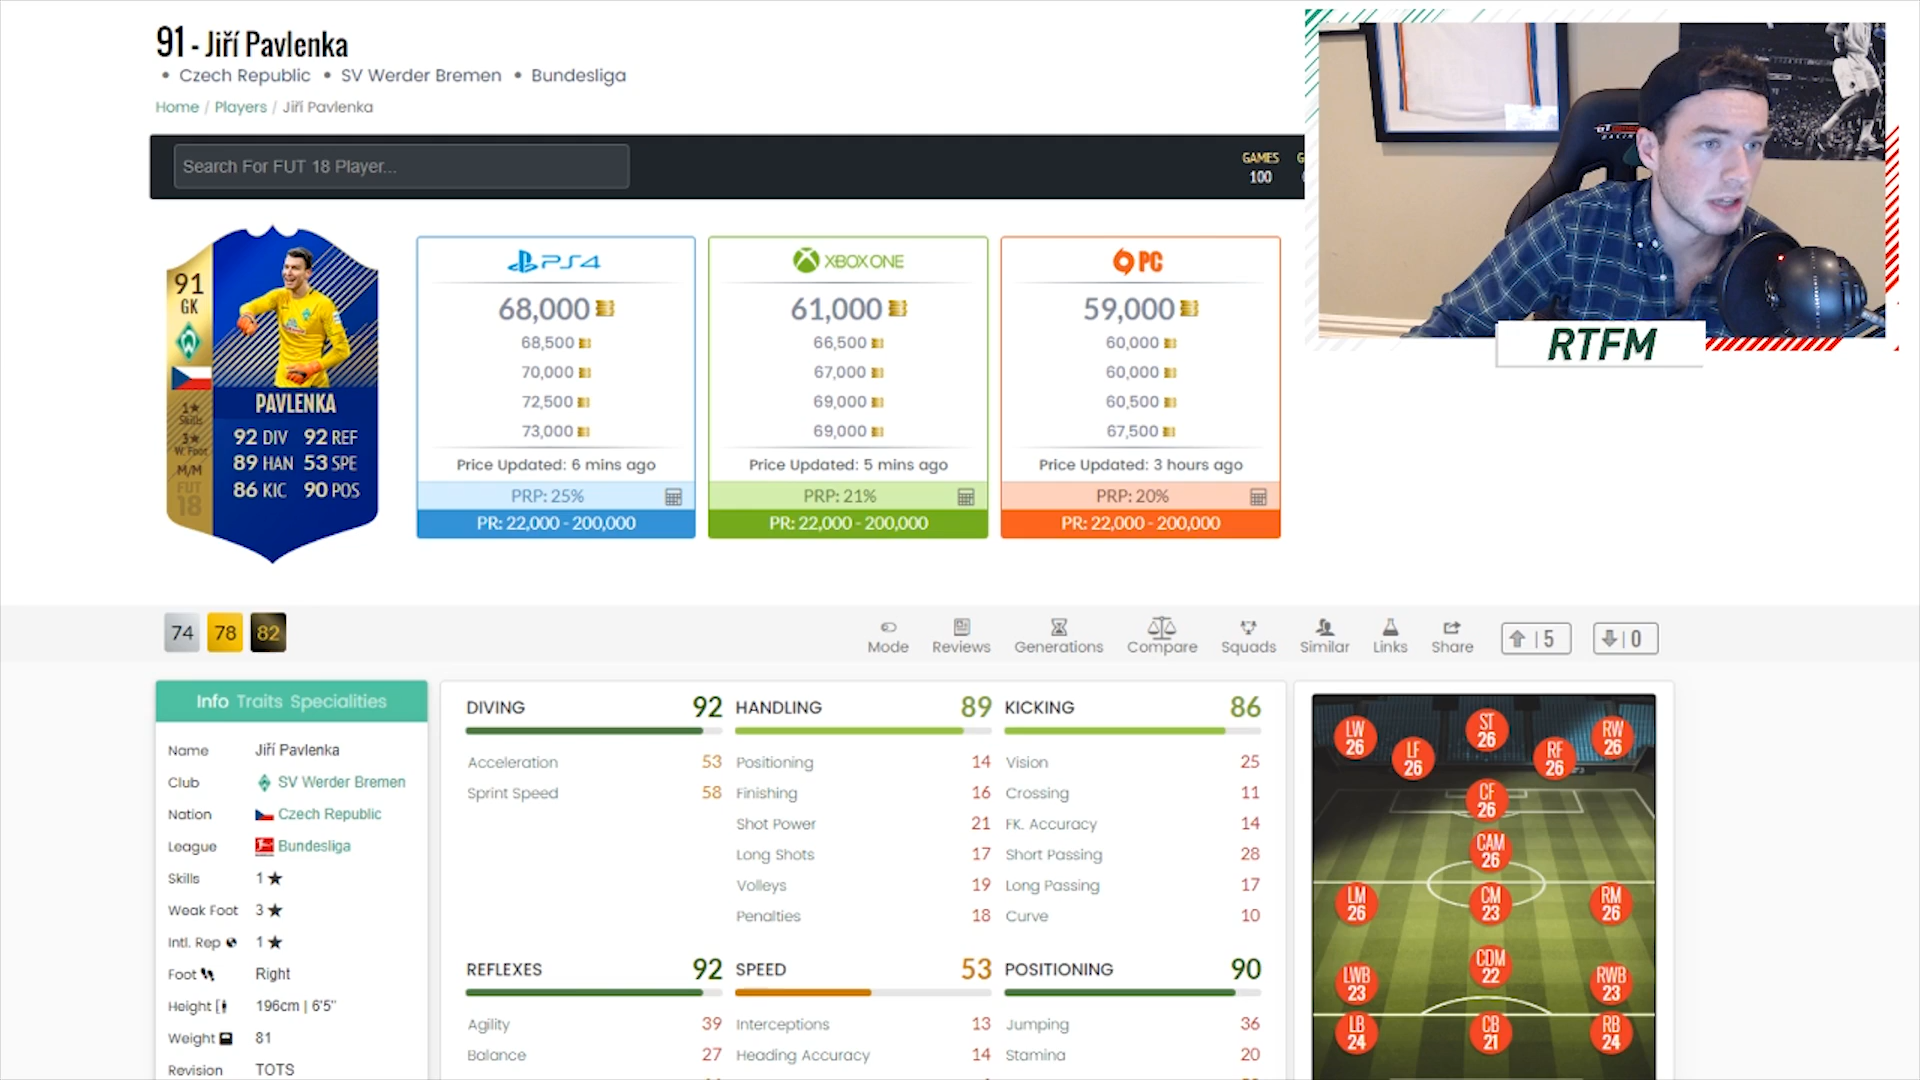 91 - Jiří Pavlenka
• Czech Republic • SV Werder Bremen • Bundesliga
Home / Players / Jiří Pavlenka
Search For FUT 18 Player...
GAMES
100
91
GK
1★
Skills
3★
W. Foot
M/M
FUT
18
PAVLENKA
92 DIV 92 REF
89 HAN 53 SPE
86 KIC 90 POS
PS4
68,000
68,500
70,000
72,500
73,000
Price Updated: 6 mins ago
PRP: 25%
PR: 22,000 - 200,000
XBOX ONE
61,000
66,500
67,000
69,000
69,000
Price Updated: 5 mins ago
PRP: 21%
PR: 22,000 - 200,000
PC
59,000
60,000
60,000
60,500
67,500
Price Updated: 3 hours ago
PRP: 20%
PR: 22,000 - 200,000
RTFM
74 78 82
Mode Reviews Generations Compare Squads Similar Links Share
5
0
Info Traits Specialities
Name Jiří Pavlenka
Club SV Werder Bremen
Nation Czech Republic
League Bundesliga
Skills 1★
Weak Foot 3★
Intl. Rep 1★
Foot Right
Height 196cm | 6'5"
Weight 81
Revision TOTS
DIVING 92
Acceleration 53
Sprint Speed 58
HANDLING 89
Positioning 14
Finishing 16
Shot Power 21
Long Shots 17
Volleys 19
Penalties 18
KICKING 86
Vision 25
Crossing 11
FK. Accuracy 14
Short Passing 28
Long Passing 17
Curve 10
REFLEXES 92
Agility 39
Balance 27
SPEED 53
Interceptions 13
Heading Accuracy 14
POSITIONING 90
Jumping 36
Stamina 20
LW 26
ST 26
RW 26
LF 26
RF 26
CF 26
CAM 26
LM 26
CM 23
RM 26
CDM 22
LWB 23
RWB 23
LB 24
CB 21
RB 24